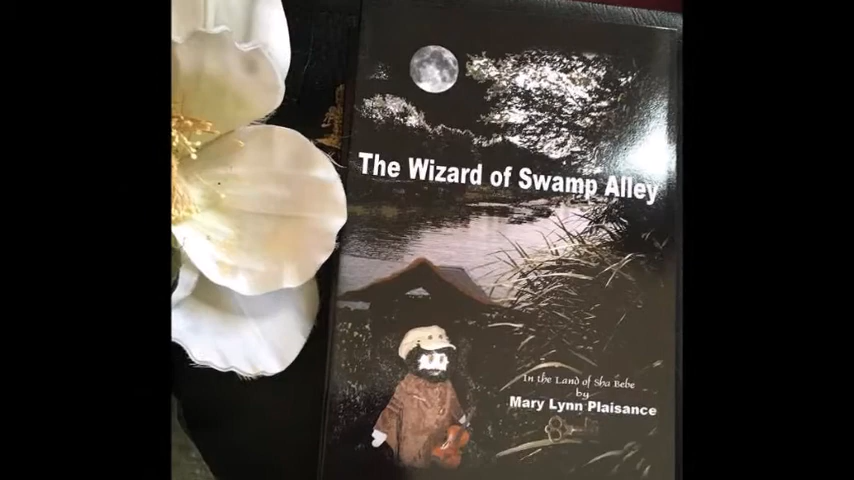 The Wizard of Swamp Alley
In the Land of Sha Bebe
by
Mary Lynn Plaisance